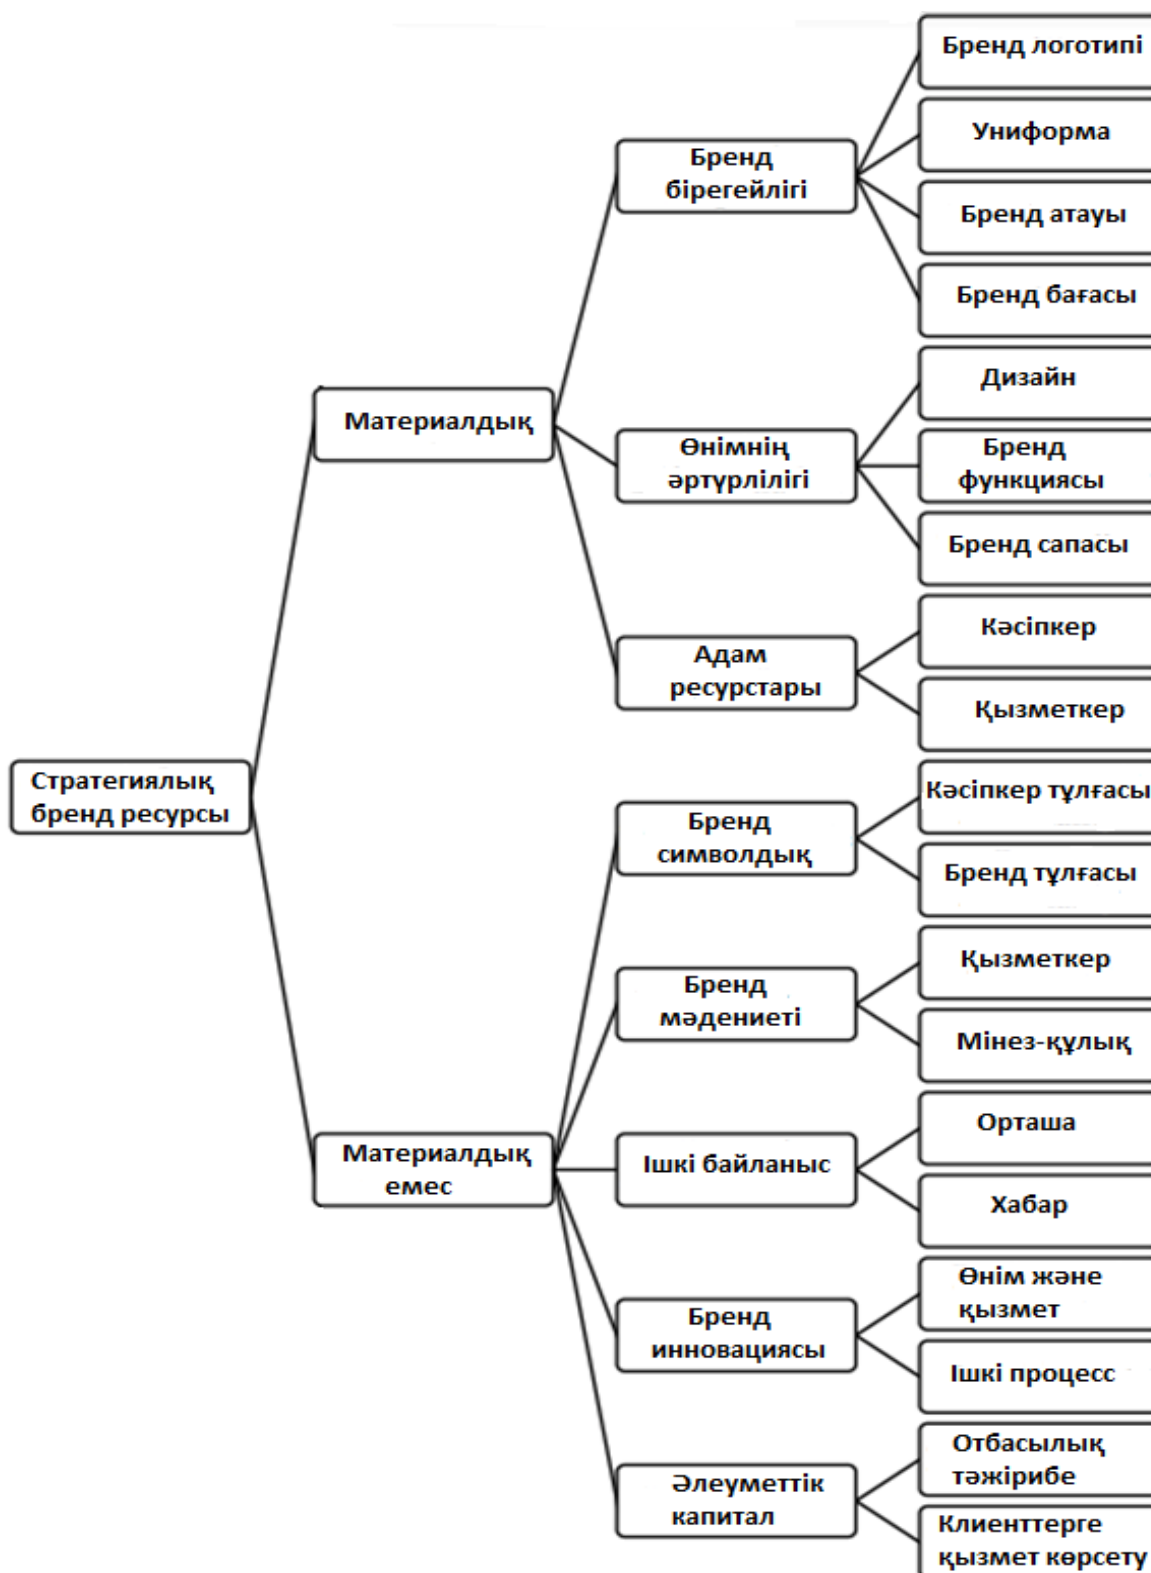 Бренд логотипі
Униформа
Бренд
бірегейлігі
Бренд атауы
Бренд бағасы
Дизайн
Материалдық
Өнімнің
әртүрлілігі
Бренд
функциясы
Бренд сапасы
Кәсіпкер
Адам
ресурстары
Қызметкер
Стратегиялық
бренд ресурсы
Кәсіпкер тұлғасы
Бренд
символдық
Бренд тұлғасы
Қызметкер
Бренд
мәдениеті
Мінез-құлық
Орташа
Материалдық
емес
Ішкі байланыс
Хабар
Өнім және
қызмет
Бренд
инновациясы
Ішкі процесс
Отбасылық
тәжірибе
Әлеуметтік
капитал
Клиенттерге
қызмет көрсету